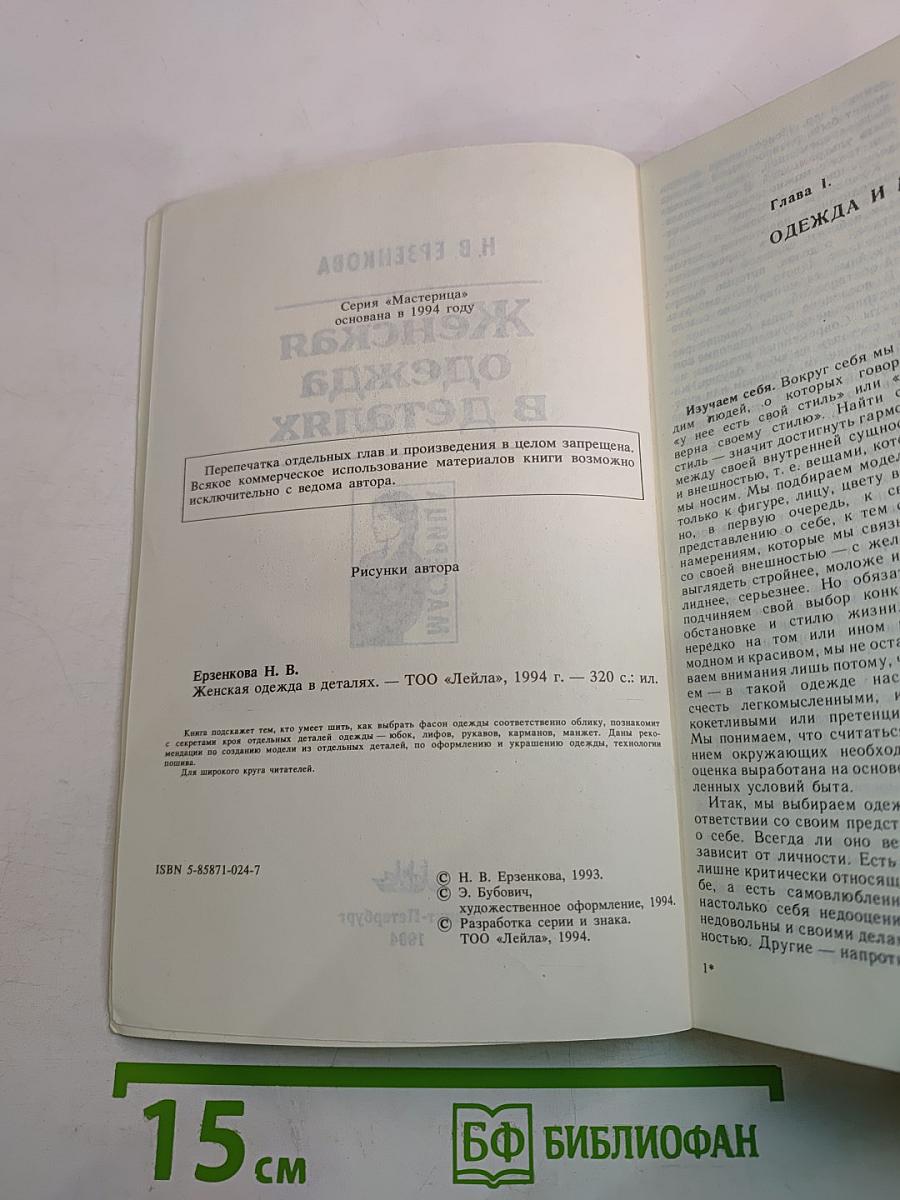 Серия «Мастерица»
основана в 1994 году
Перепечатка отдельных глав и произведения в целом запрещена.
Всякое коммерческое использование материалов книги возможно
исключительно с ведома автора.
Рисунки автора
Ерзенкова Н. В.
Женская одежда в деталях. — ТОО «Лейла», 1994 г. — 320 с.: ил.
Книга подскажет тем, кто умеет шить, как выбрать фасон одежды соответственно облику, познакомит
с секретами кроя отдельных деталей одежды — юбок, лифов, рукавов, карманов, манжет. Даны реко-
мендации по созданию модели из отдельных деталей, по оформлению и украшению одежды, технологии
пошива.
Для широкого круга читателей.
ISBN 5-85871-024-7
© Н. В. Ерзенкова, 1993.
© Э. Бубович,
художественное оформление, 1994.
© Разработка серии и знака.
ТОО «Лейла», 1994.
Глава I.
ОДЕЖДА И
Изучаем себя. Вокруг себя мы
дим людей, о которых говор
«у нее есть свой стиль» или «
верна своему стилю». Найти с
стиль — значит достигнуть гармо
между своей внутренней сущнос
и внешностью, т. е. вещами, кото
мы носим. Мы подбираем модел
только к фигуре, лицу, цвету в
но, в первую очередь, к св
представлению о себе, к тем с
намерениям, которые мы связы
со своей внешностью — с жел
выглядеть стройнее, моложе и
лиднее, серьезнее. Но обязат
подчиняем свой выбор конк
обстановке и стилю жизни.
нередко на том или ином
модном и красивом, мы не оста
ваем внимания лишь потому, ч
ем — в такой одежде нас
счесть легкомысленными, и
кокетливыми или претенци
Мы понимаем, что считатьс
нием окружающих необход
оценка выработана на основе
ленных условий быта.
Итак, мы выбираем одеж
ответствии со своим предст
о себе. Всегда ли оно ве
зависит от личности. Есть
лишне критически относящ
бе, а есть самовлюблен
настолько себя недооцени
недовольны и своими делам
ностью. Другие — напроти
1*
15 см
БФ БИБЛИОФАН